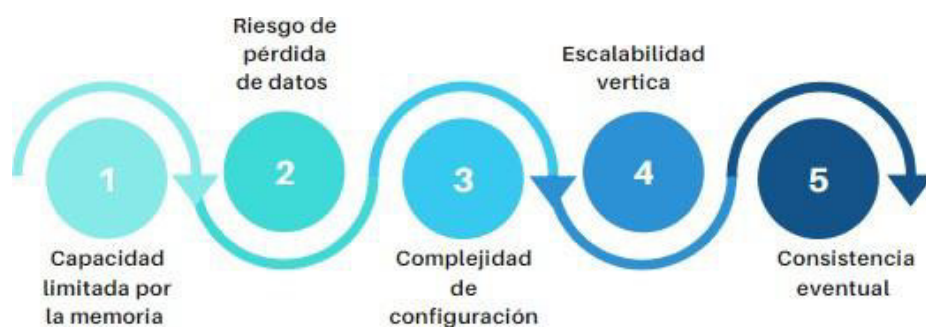 1
Capacidad
limitada por
la memoria
Riesgo de
pérdida
de datos
2
3
Complejidad
de
configuración
Escalabilidad
vertica
4
5
Consistencia
eventual